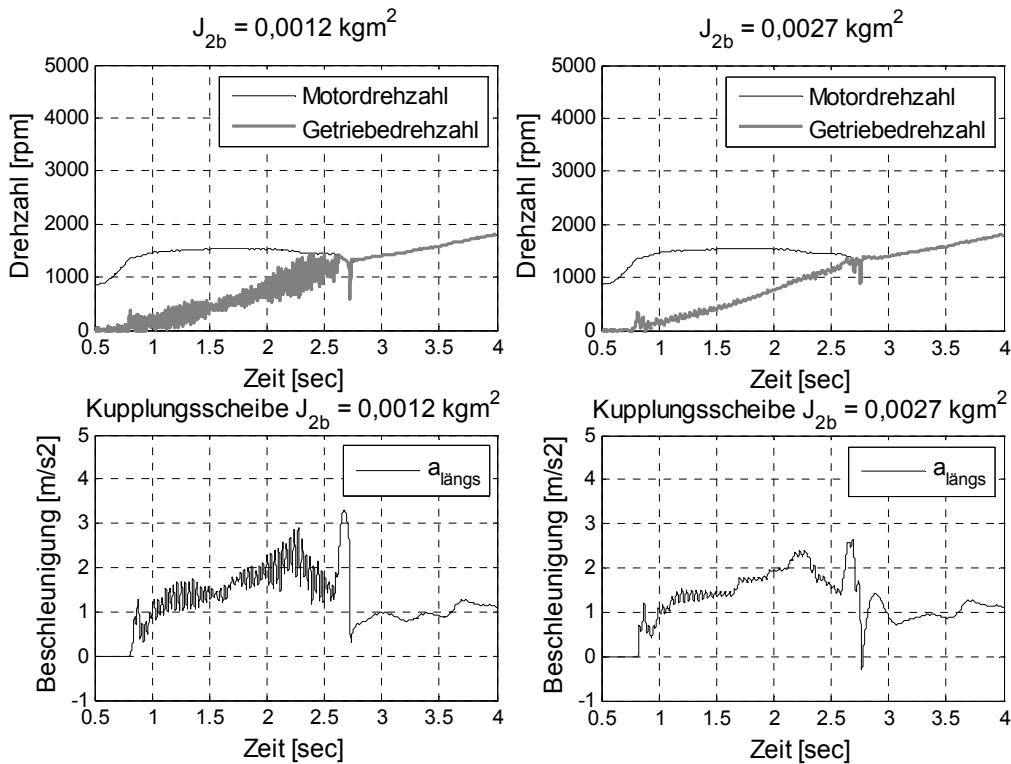 J2b = 0,0012 kgm2
5000
4000
3000
2000
1000
0
Drehzahl [rpm]
Motordrehzahl
Getriebedrehzahl
0.5 1 1.5 2 2.5 3 3.5 4
Zeit [sec]
J2b = 0,0027 kgm2
5000
4000
3000
2000
1000
0
Drehzahl [rpm]
Motordrehzahl
Getriebedrehzahl
0.5 1 1.5 2 2.5 3 3.5 4
Zeit [sec]
Kupplungsscheibe J2b = 0,0012 kgm2
5
4
3
2
1
0
-1
Beschleunigung [m/s2]
alängs
0.5 1 1.5 2 2.5 3 3.5 4
Zeit [sec]
Kupplungsscheibe J2b = 0,0027 kgm2
5
4
3
2
1
0
-1
Beschleunigung [m/s2]
alängs
0.5 1 1.5 2 2.5 3 3.5 4
Zeit [sec]